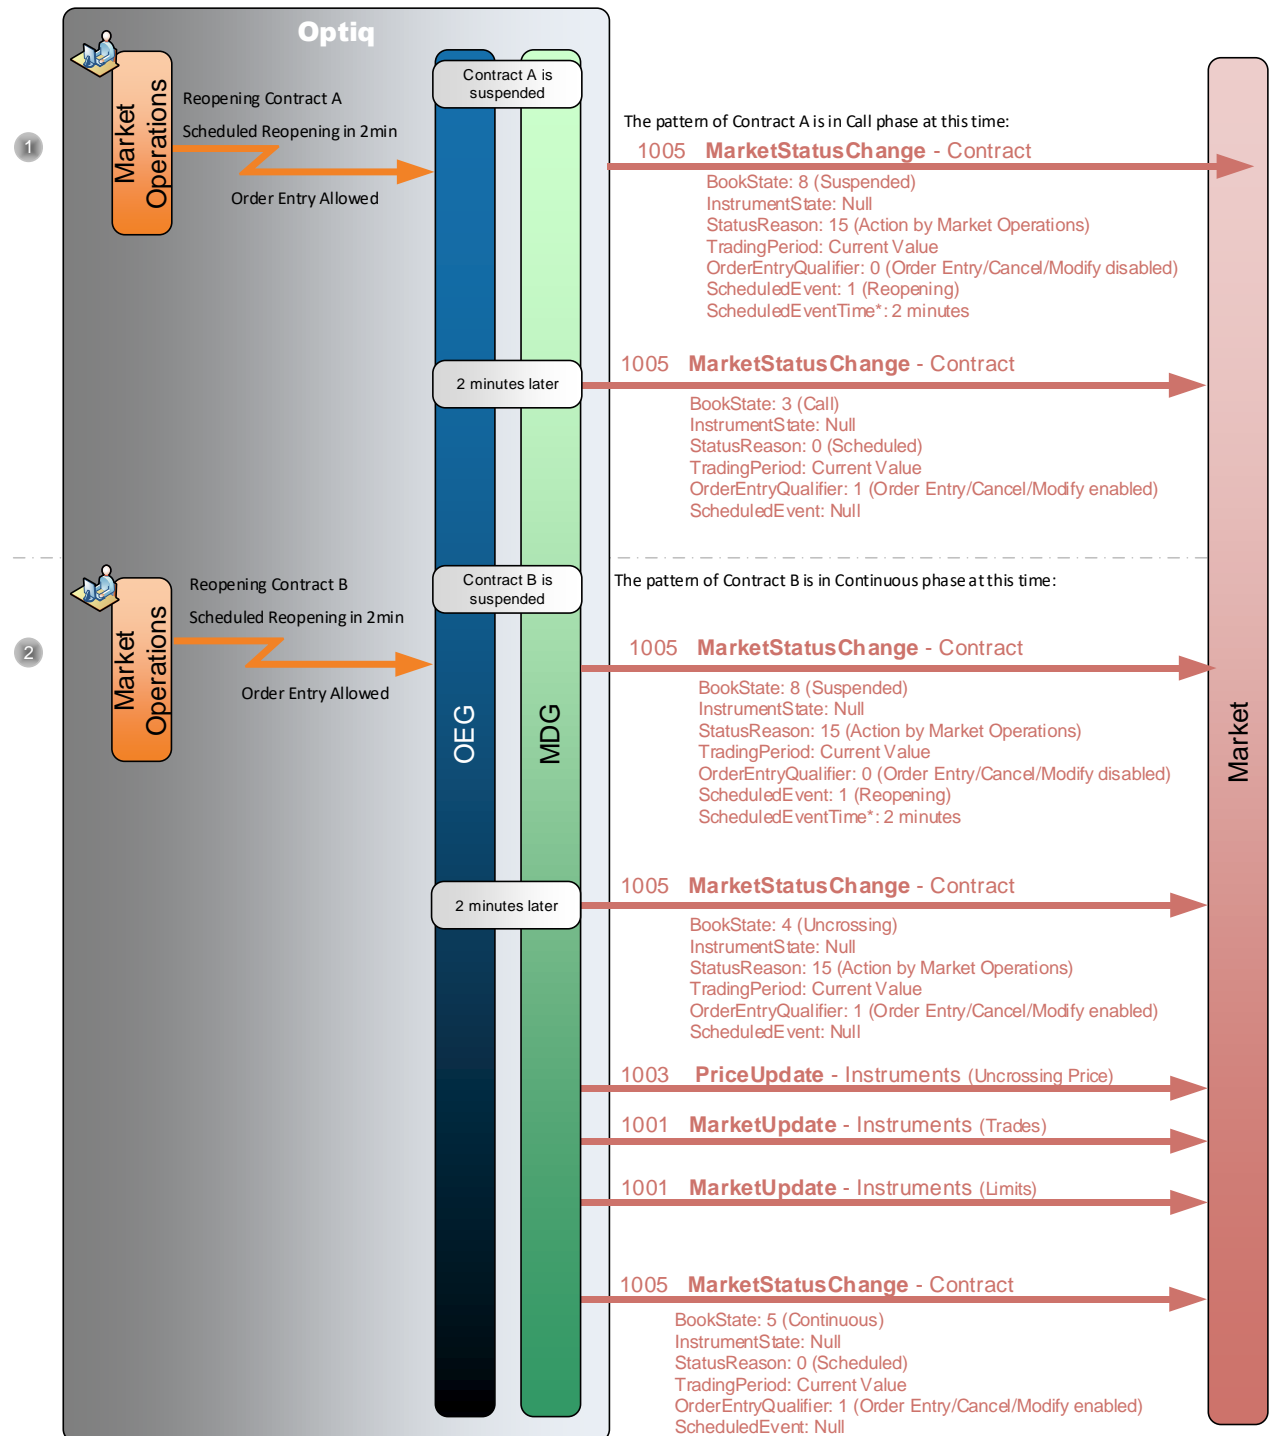 Optiq
Market Operations
Contract A is
suspended
Reopening Contract A
Scheduled Reopening in 2min
Order Entry Allowed
1
The pattern of Contract A is in Call phase at this time:
1005 MarketStatusChange - Contract
BookState: 8 (Suspended)
InstrumentState: Null
StatusReason: 15 (Action by Market Operations)
TradingPeriod: Current Value
OrderEntryQualifier: 0 (Order Entry/Cancel/Modify disabled)
ScheduledEvent: 1 (Reopening)
ScheduledEventTime*: 2 minutes
2 minutes later
1005 MarketStatusChange - Contract
BookState: 3 (Call)
InstrumentState: Null
StatusReason: 0 (Scheduled)
TradingPeriod: Current Value
OrderEntryQualifier: 1 (Order Entry/Cancel/Modify enabled)
ScheduledEvent: Null
Market Operations
Contract B is
suspended
Reopening Contract B
Scheduled Reopening in 2min
Order Entry Allowed
2
The pattern of Contract B is in Continuous phase at this time:
1005 MarketStatusChange - Contract
BookState: 8 (Suspended)
InstrumentState: Null
StatusReason: 15 (Action by Market Operations)
TradingPeriod: Current Value
OrderEntryQualifier: 0 (Order Entry/Cancel/Modify disabled)
ScheduledEvent: 1 (Reopening)
ScheduledEventTime*: 2 minutes
OEG
MDG
Market
2 minutes later
1005 MarketStatusChange - Contract
BookState: 4 (Uncrossing)
InstrumentState: Null
StatusReason: 15 (Action by Market Operations)
TradingPeriod: Current Value
OrderEntryQualifier: 1 (Order Entry/Cancel/Modify enabled)
ScheduledEvent: Null
1003 PriceUpdate - Instruments (Uncrossing Price)
1001 MarketUpdate - Instruments (Trades)
1001 MarketUpdate - Instruments (Limits)
1005 MarketStatusChange - Contract
BookState: 5 (Continuous)
InstrumentState: Null
StatusReason: 0 (Scheduled)
TradingPeriod: Current Value
OrderEntryQualifier: 1 (Order Entry/Cancel/Modify enabled)
ScheduledEvent: Null